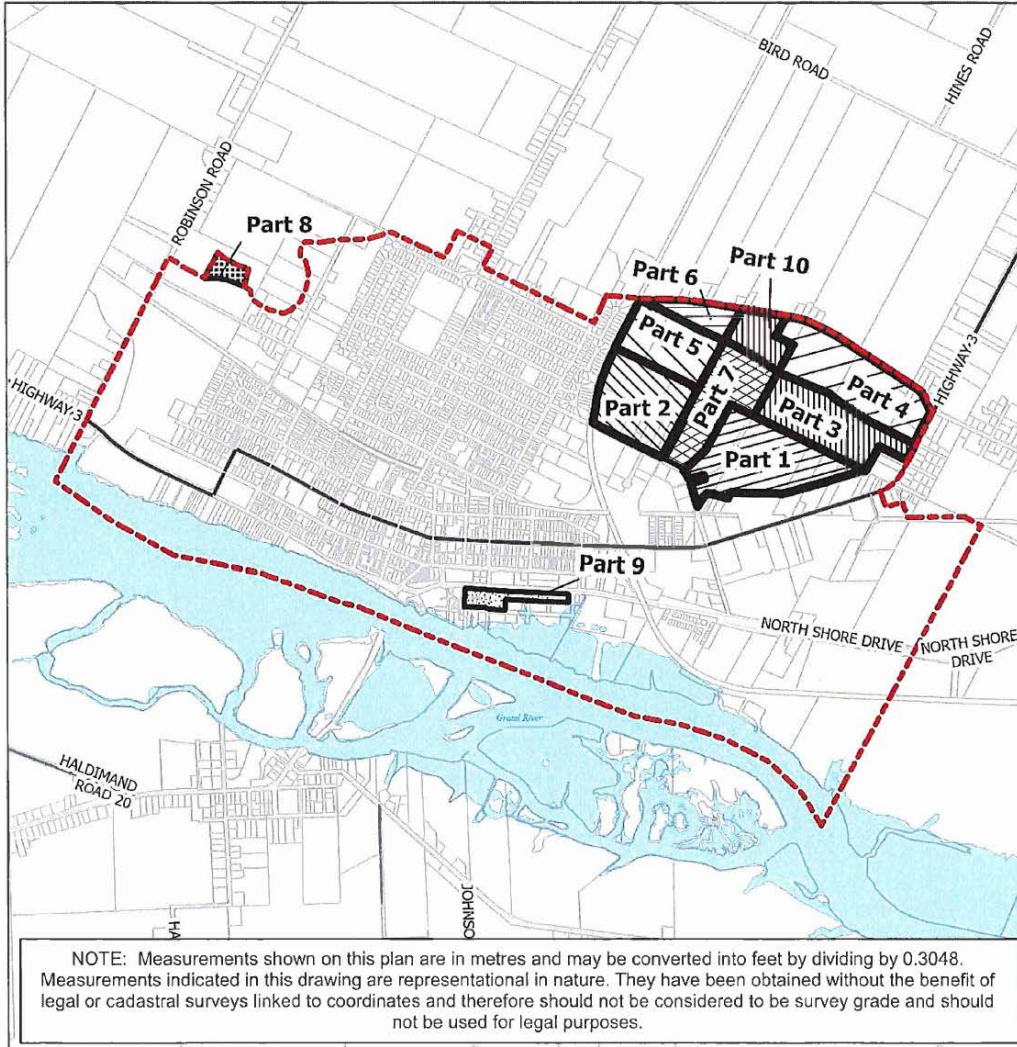 BIRD ROAD
HINES ROAD
ROBINSON ROAD
Part 8
Part 10
Part 6
Part 5
Part 7
Part 4
HIGHWAY-3
HIGHWAY-3
Part 2
Part 3
Part 1
Part 9
NORTH SHORE DRIVE
NORTH SHORE
DRIVE
Grand River
HALDIMAND
ROAD 20
JOHNSO
HA
NOTE: Measurements shown on this plan are in metres and may be converted into feet by dividing by 0.3048.
Measurements indicated in this drawing are representational in nature. They have been obtained without the benefit of
legal or cadastral surveys linked to coordinates and therefore should not be considered to be survey grade and should
not be used for legal purposes.